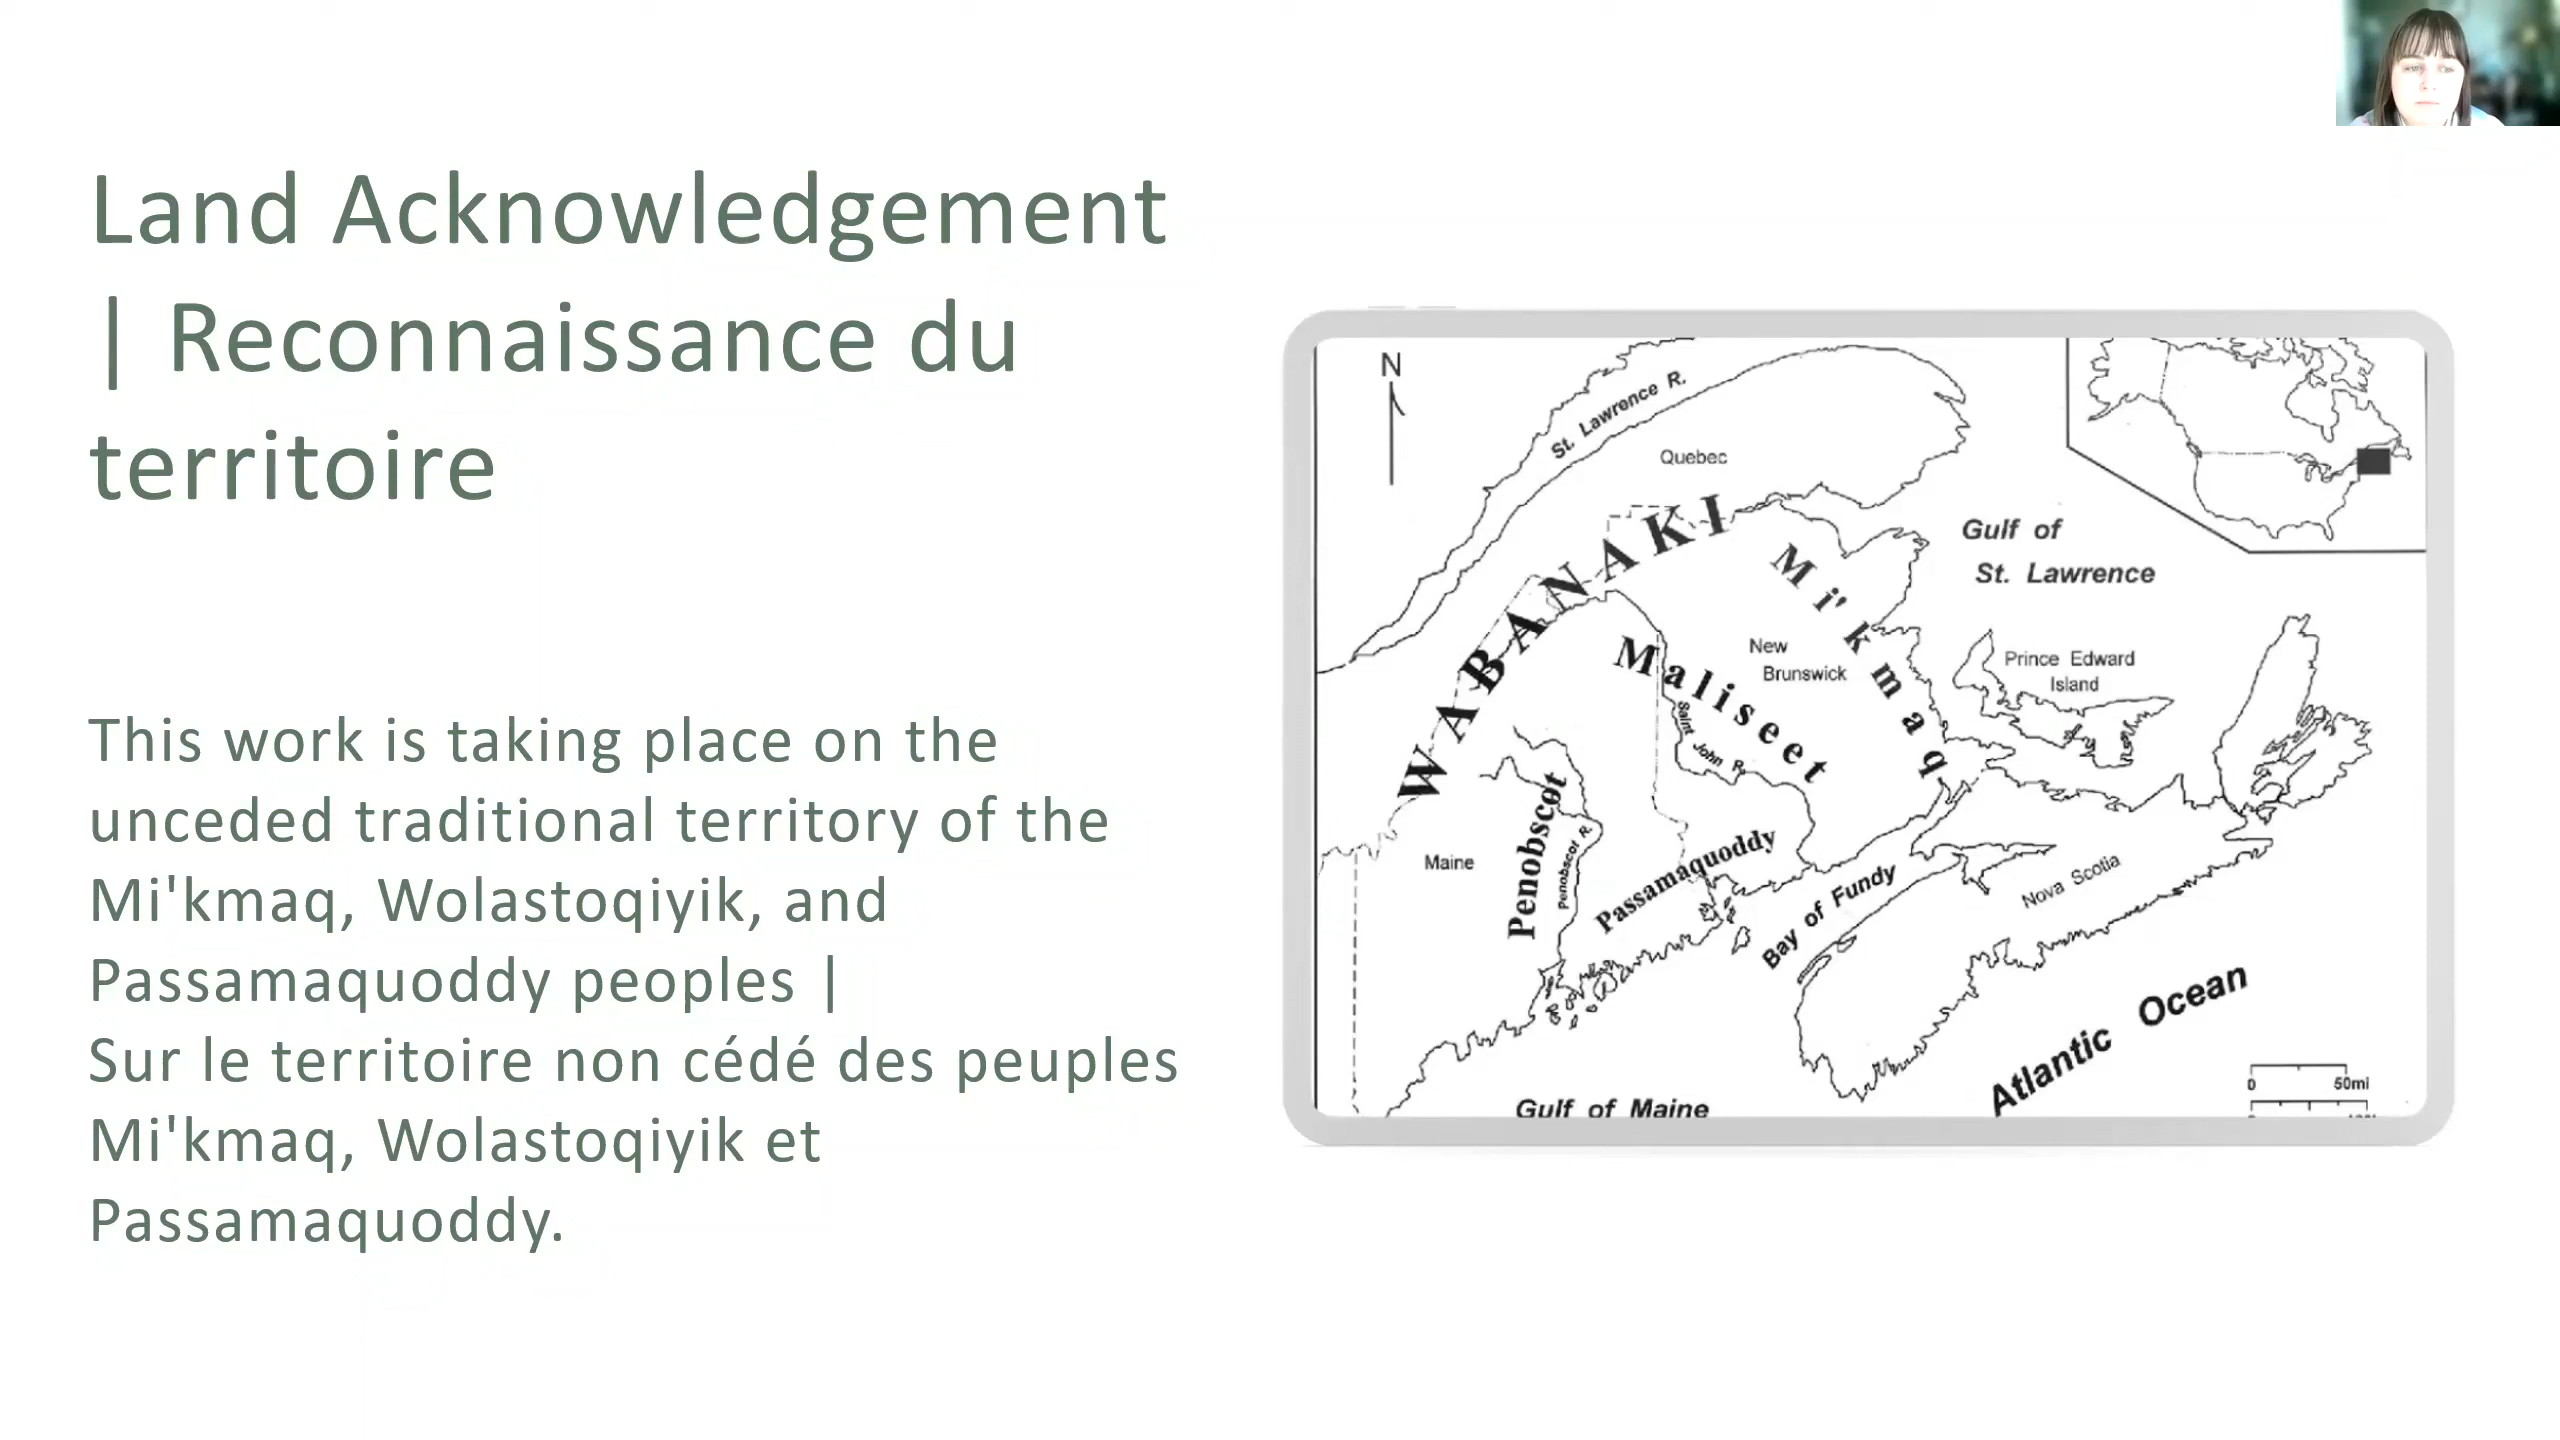 Land Acknowledgement
| Reconnaissance du
territoire
This work is taking place on the
unceded traditional territory of the
Mi'kmaq, Wolastoqiyik, and
Passamaquoddy peoples |
Sur le territoire non cédé des peuples
Mi'kmaq, Wolastoqiyik et
Passamaquoddy.
N
St. Lawrence R.
Quebec
WABANAKI
Mi'kmaq
Gulf of
St. Lawrence
Maliseet
New
Brunswick
Prince Edward
Island
Saint John R.
Penobscot
Penobscot R.
Maine
Passamaquoddy
Bay of Fundy
Nova Scotia
Atlantic Ocean
Gulf of Maine
0 50mi